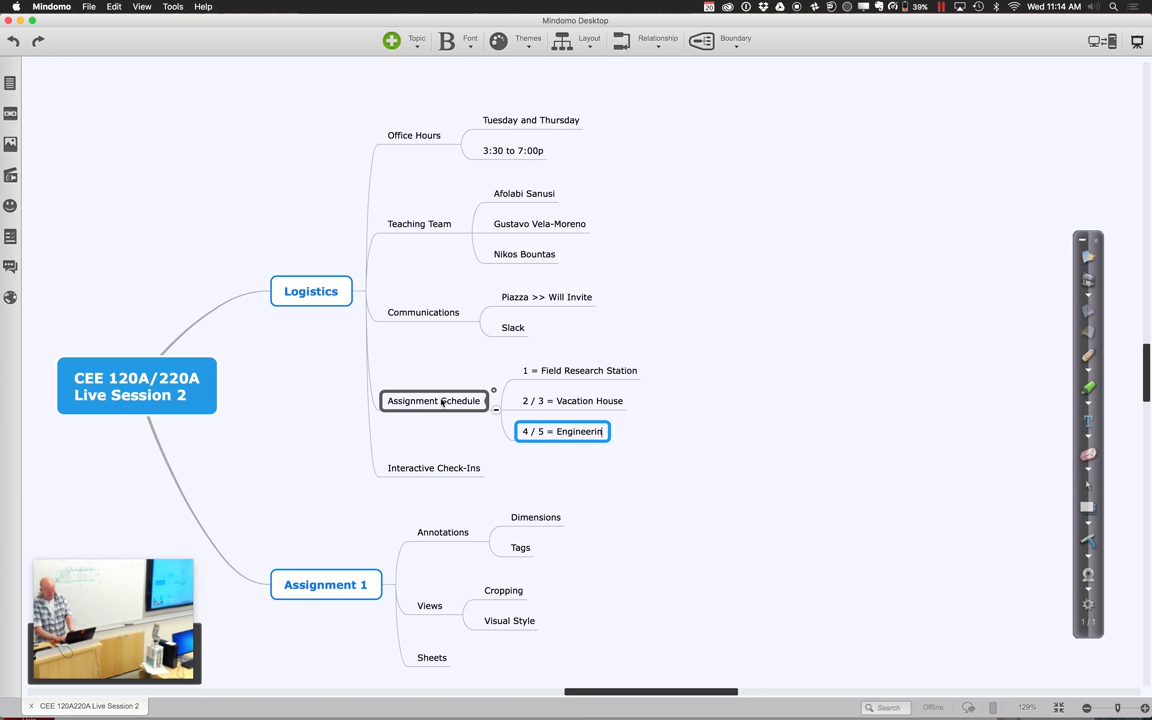 Mindomo File Edit View Tools Help
20 39% Wed 11:14 AM
Mindomo Desktop
Topic Font Themes Layout Relationship Boundary
Tuesday and Thursday
Office Hours
3:30 to 7:00p
Afolabi Sanusi
Teaching Team
Gustavo Vela-Moreno
Nikos Bountas
Logistics
Piazza >> Will Invite
Communications
Slack
CEE 120A/220A
Live Session 2
1 = Field Research Station
Assignment Schedule
2 / 3 = Vacation House
4 / 5 = Engineerin
Interactive Check-Ins
Dimensions
Annotations
Tags
Assignment 1
Cropping
Views
Visual Style
Sheets
1 / 1
x CEE 120A220A Live Session 2
Search Offline 129%